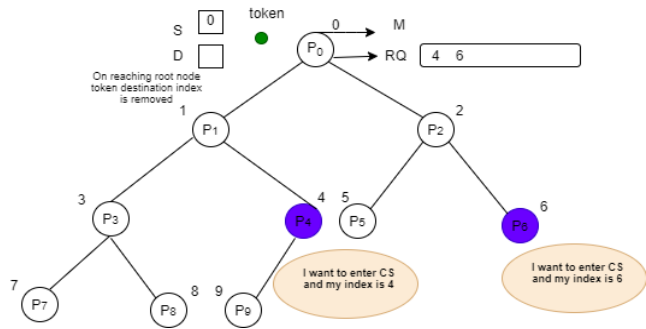 token
0
0
M
S
D
P0
RQ
4 6
On reaching root node
token destination index
is removed
1
2
P1
P2
3
4
5
6
P3
P4
P5
P6
I want to enter CS
and my index is 4
I want to enter CS
and my index is 6
7
8
9
P7
P8
P9